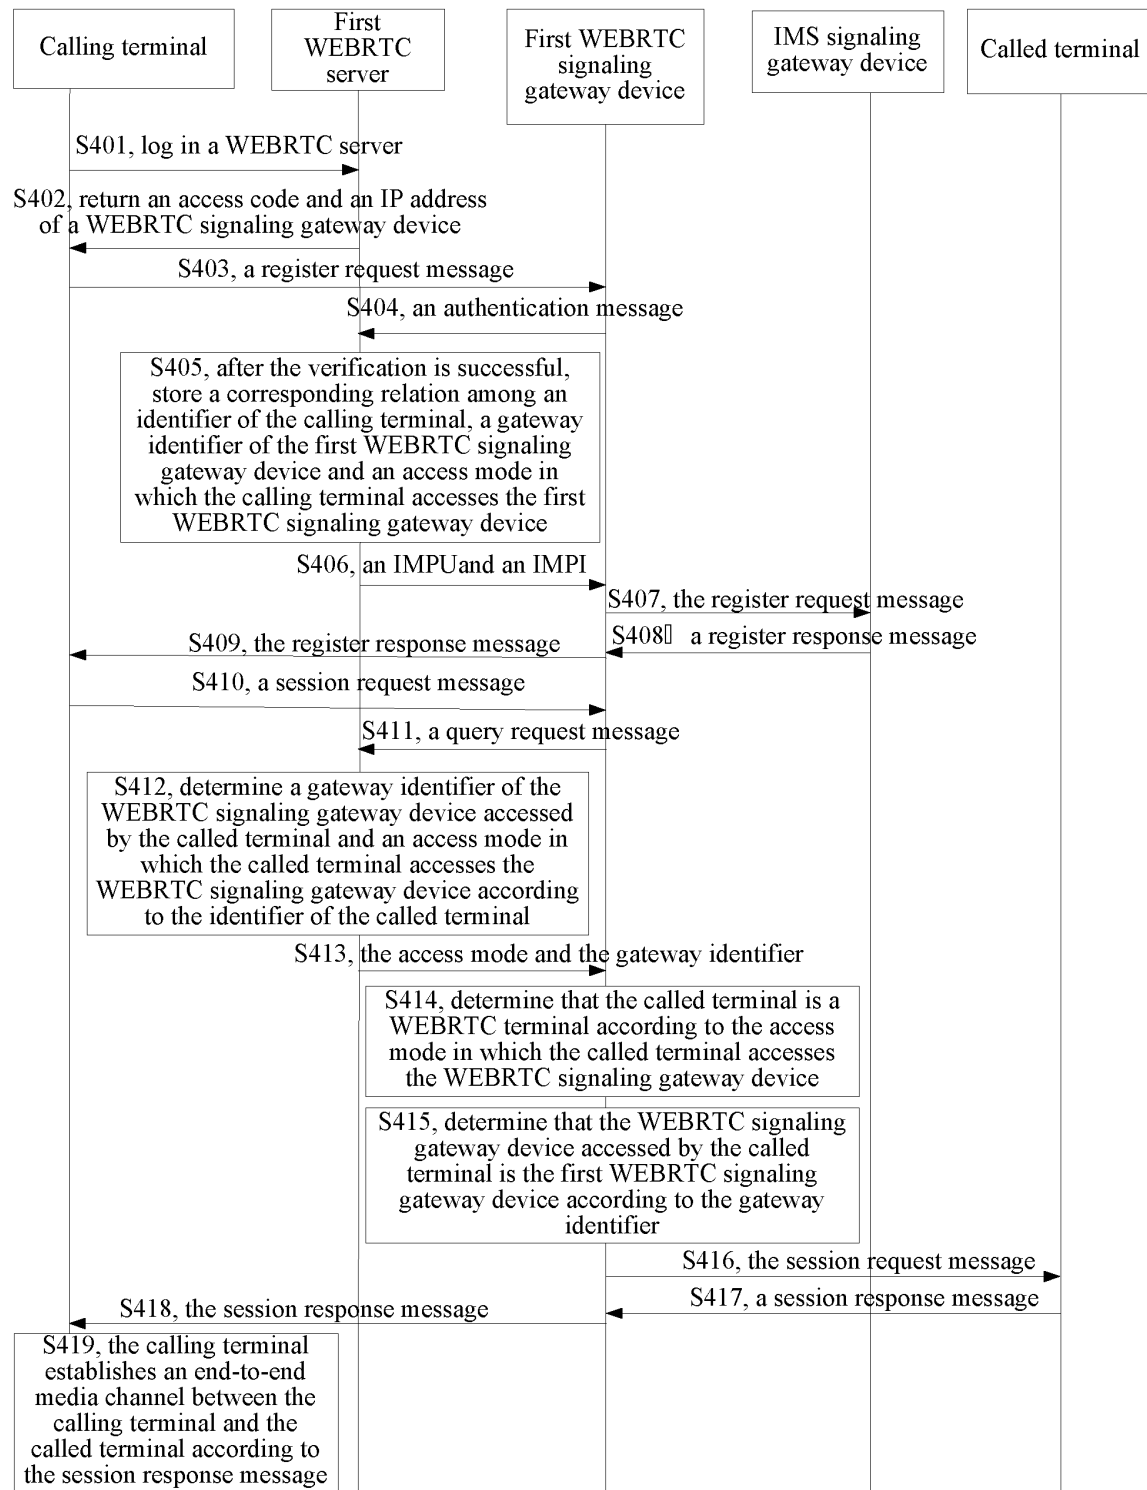 Calling terminal
First
WEBRTC
server
First WEBRTC
signaling
gateway device
IMS signaling
gateway device
Called terminal
S401, log in a WEBRTC server
S402, return an access code and an IP address
of a WEBRTC signaling gateway device
S403, a register request message
S404, an authentication message
S405, after the verification is successful,
store a corresponding relation among an
identifier of the calling terminal, a gateway
identifier of the first WEBRTC signaling
gateway device and an access mode in
which the calling terminal accesses the first
WEBRTC signaling gateway device
S406, an IMPUand an IMPI
S407, the register request message
S408▯ a register response message
S409, the register response message
S410, a session request message
S411, a query request message
S412, determine a gateway identifier of the
WEBRTC signaling gateway device accessed
by the called terminal and an access mode in
which the called terminal accesses the
WEBRTC signaling gateway device according
to the identifier of the called terminal
S413, the access mode and the gateway identifier
S414, determine that the called terminal is a
WEBRTC terminal according to the access
mode in which the called terminal accesses
the WEBRTC signaling gateway device
S415, determine that the WEBRTC signaling
gateway device accessed by the called
terminal is the first WEBRTC signaling
gateway device according to the gateway
identifier
S416, the session request message
S417, a session response message
S418, the session response message
S419, the calling terminal
establishes an end-to-end
media channel between the
calling terminal and the
called terminal according to
the session response message